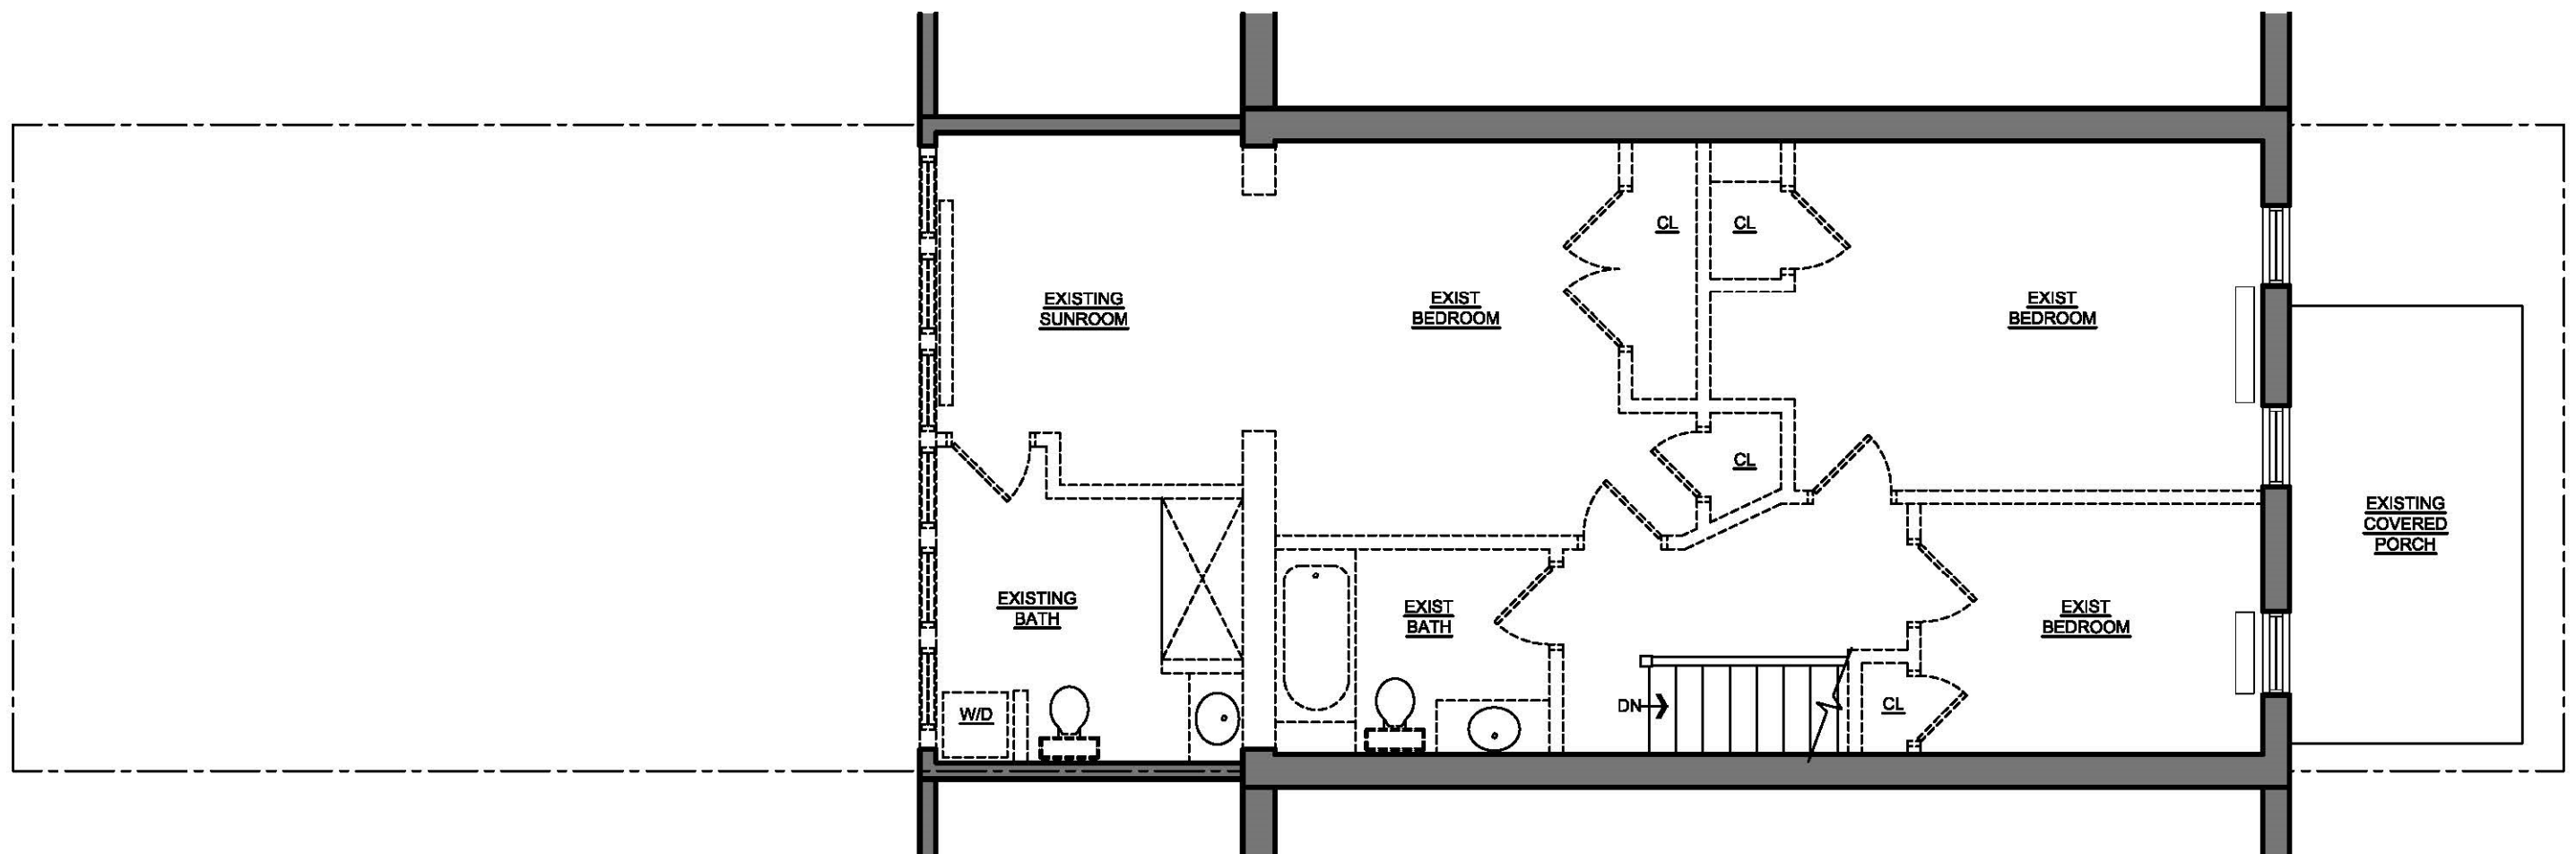 CL
CL
EXISTING
SUNROOM
EXIST
BEDROOM
EXIST
BEDROOM
CL
EXISTING
COVERED
PORCH
EXISTING
BATH
EXIST
BATH
EXIST
BEDROOM
W/D
DN
CL